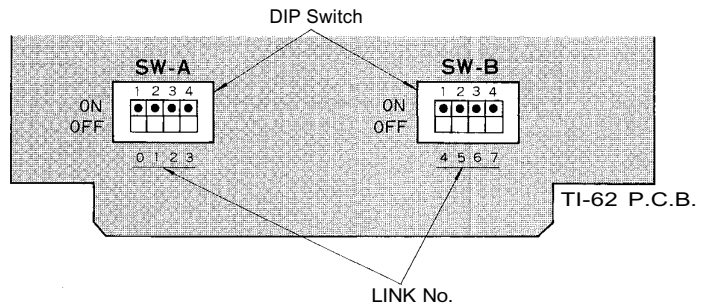 DIP Switch
SW-A
SW-B
1 2 3 4
1 2 3 4
ON
OFF
ON
OFF
0 1 2 3
4 5 6 7
TI-62 P.C.B.
LINK No.